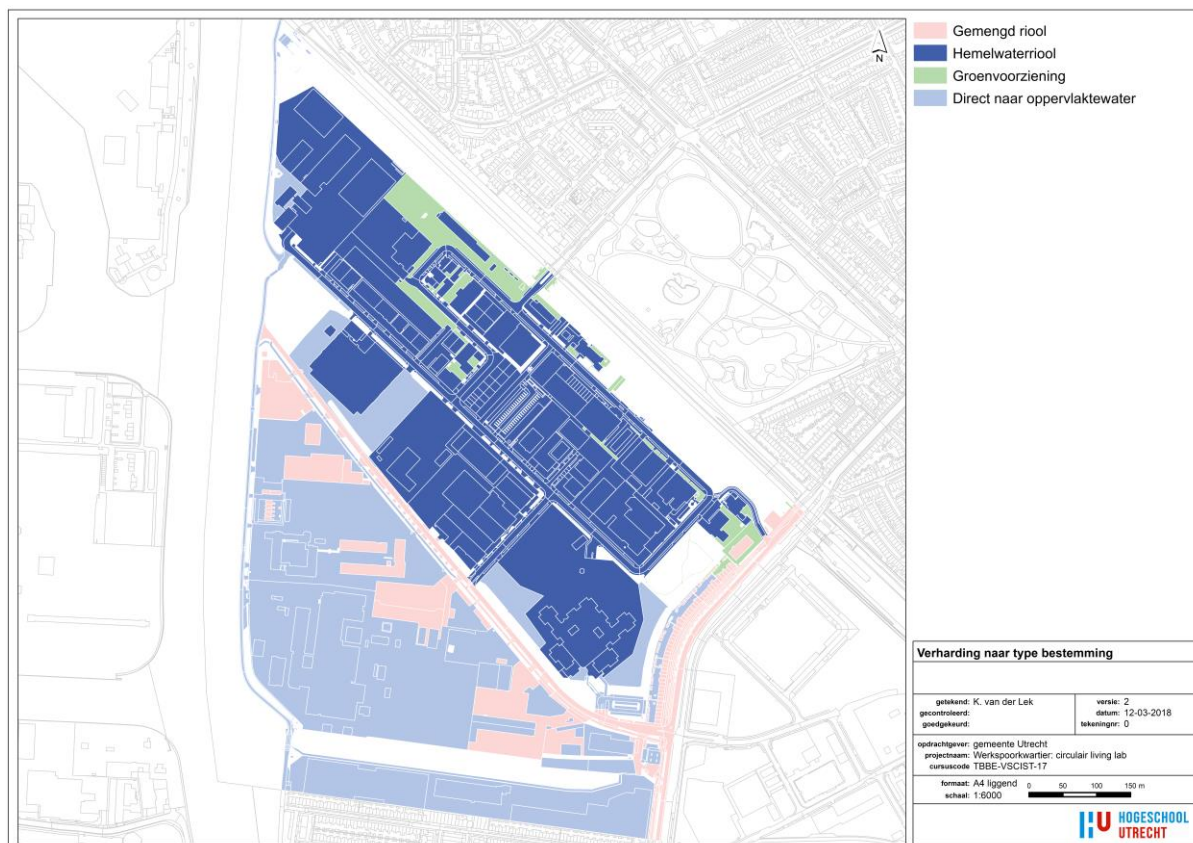 N
Gemengd riool
Hemelwaterriool
Groenvoorziening
Direct naar oppervlaktewater
Verharding naar type bestemming
getekend: K. van der Lek
gecontroleerd:
goedgekeurd:
versie: 2
datum: 12-03-2018
tekeningnr: 0
opdrachtgever: gemeente Utrecht
projectnaam: Werkspoorkwartier: circulair living lab
cursuscode TBBE-VSCIST-17
formaat: A4 liggend
schaal: 1:6000
0 50 100 150 m
HU HOGESCHOOL
UTRECHT